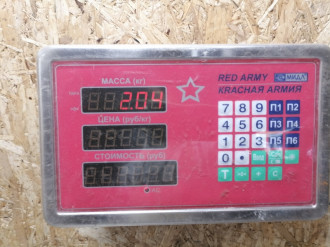 МАССА (кг)
2.04
ЦЕНА (руб/кг)
СТОИМОСТЬ (руб)
RED ARMY
КРАСНАЯ АРМИЯ
7 8 9 П1 П2
4 5 6 П3 П4
1 2 3 П5 П6
0 • Вид
T + C